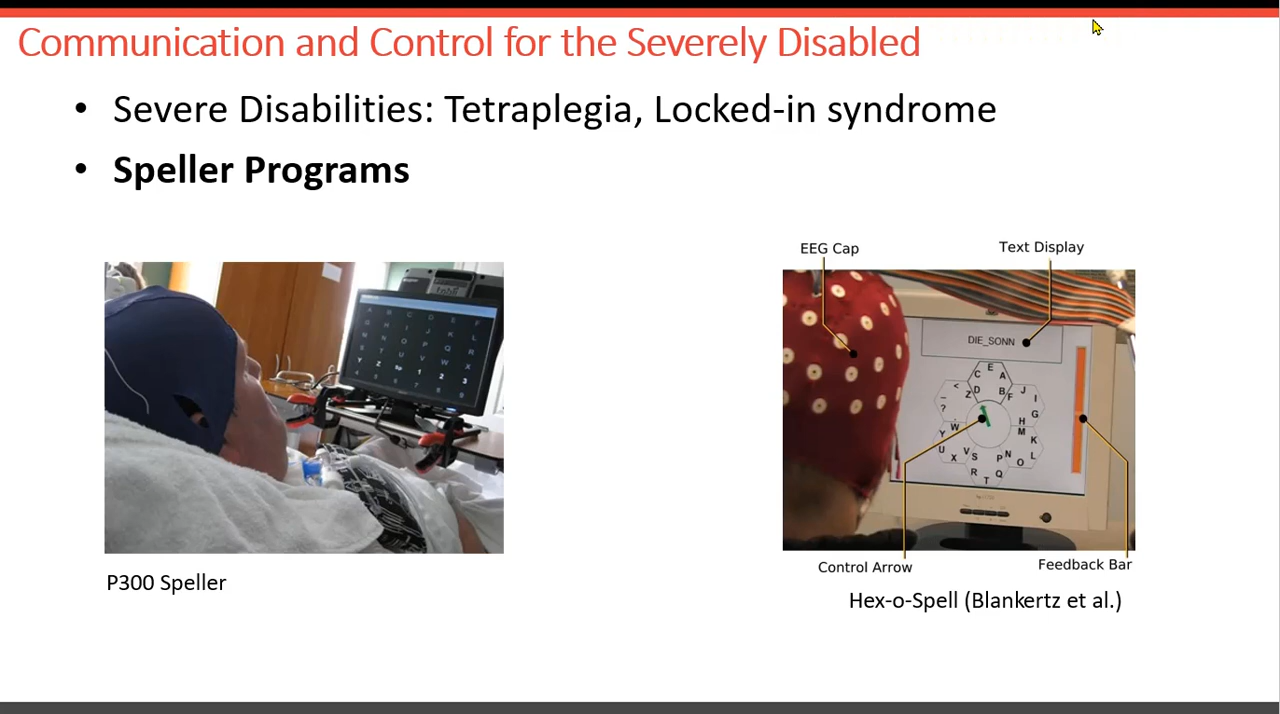 Communication and Control for the Severely Disabled
• Severe Disabilities: Tetraplegia, Locked-in syndrome
• Speller Programs
EEG Cap
Text Display
DIE_SONN
P300 Speller
Control Arrow
Feedback Bar
Hex-o-Spell (Blankertz et al.)